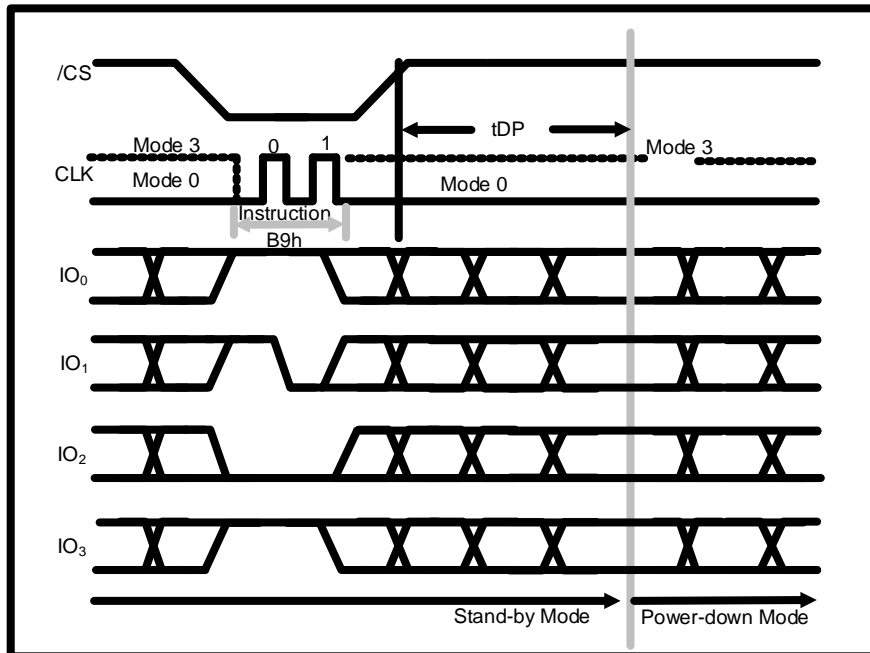 /CS
tDP
Mode 3 0 1 Mode 3
CLK
Mode 0 Mode 0
Instruction
B9h
IO0
IO1
IO2
IO3
Stand-by Mode Power-down Mode